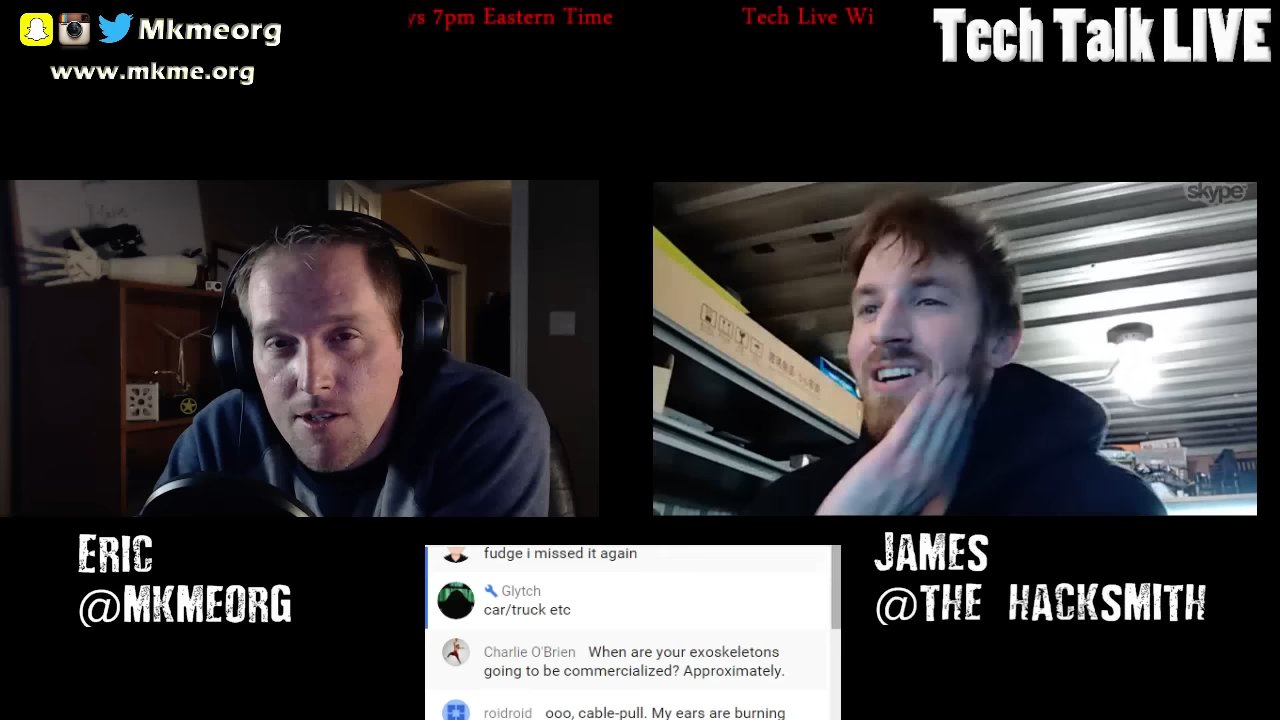 Mkmeorg
www.mkme.org
ys 7pm Eastern Time
Tech Live Wi
Tech Talk LIVE
skype
ERIC
@MKMEORG
JAMES
@THE HACKSMITH
fudge i missed it again
Glytch
car/truck etc
Charlie O'Brien When are your exoskeletons
going to be commercialized? Approximately.
roidroid ooo, cable-pull. My ears are burning